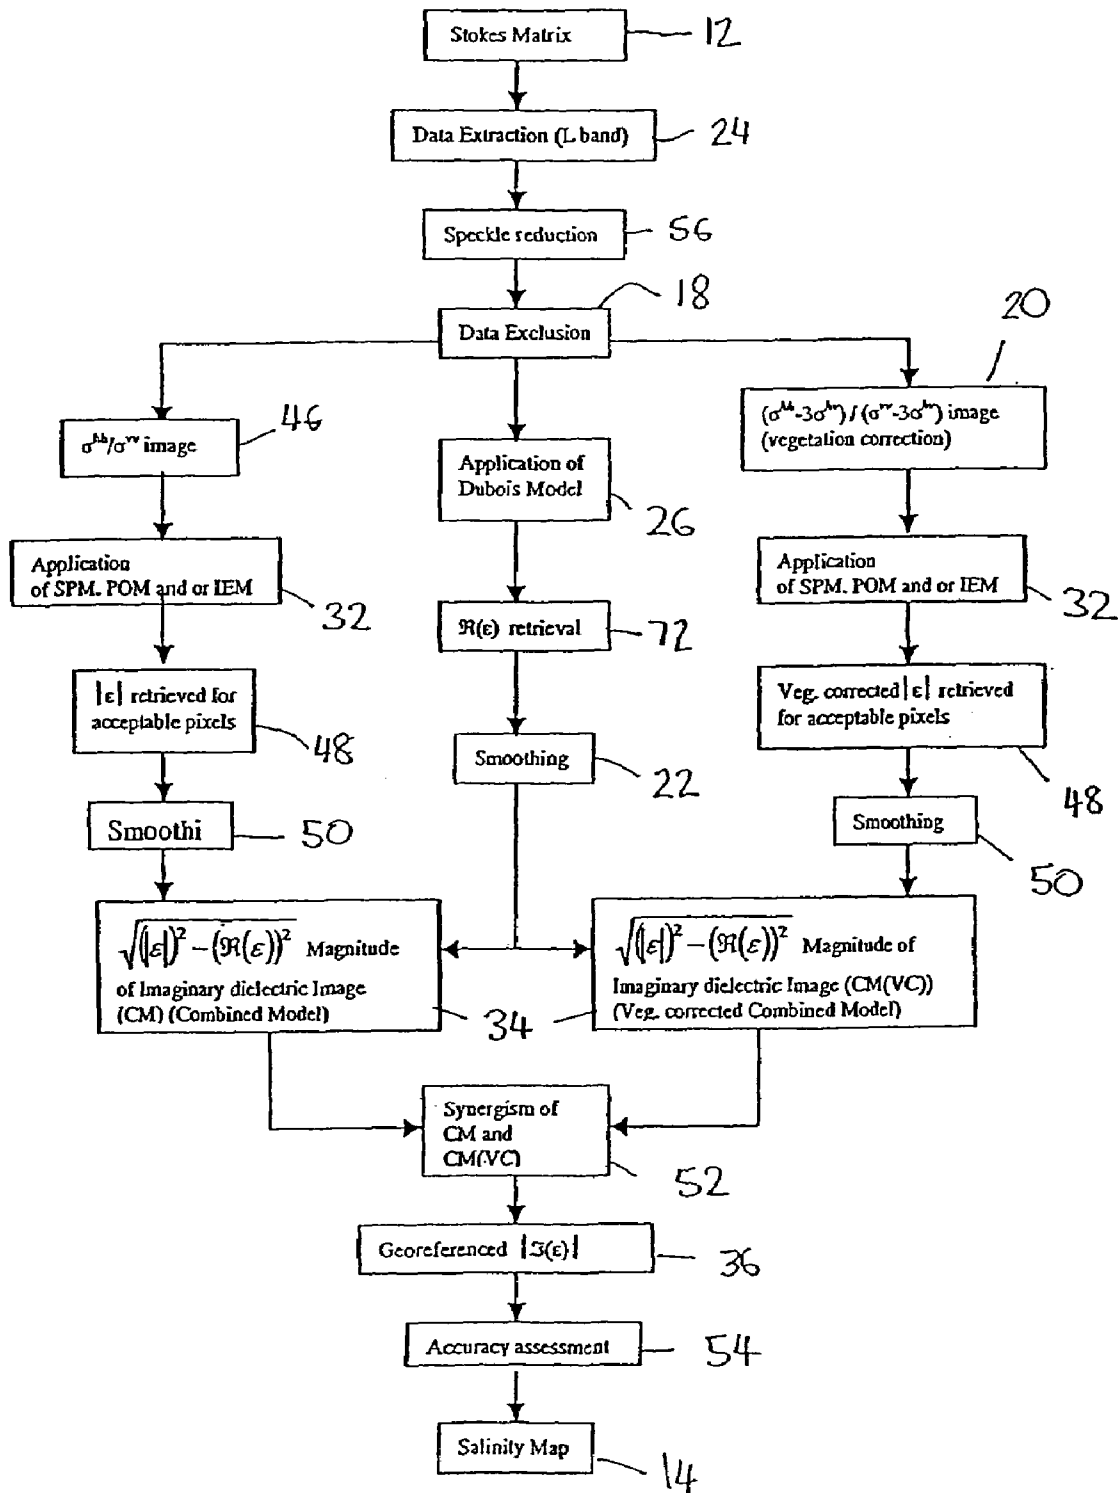 Stokes Matrix
12
Data Extraction (L band)
24
Speckle reduction
56
Data Exclusion
18
20
σʰʰ/σᵛᵛ image
46
Application of
Dubois Model
26
(σʰʰ-3σʰᵛ) / (σᵛᵛ-3σʰᵛ) image
(vegetation correction)
Application
of SPM. POM and or IEM
32
ℜ(ε) retrieval
72
Application
of SPM. POM and or IEM
32
|ε| retrieved for
acceptable pixels
48
Smoothing
22
Veg. corrected |ε| retrieved
for acceptable pixels
48
Smoothi
50
Smoothing
50
√((|ε|)² − (ℜ(ε))²) Magnitude
of Imaginary dielectric Image
(CM) (Combined Model)
34
√((|ε|)² − (ℜ(ε))²) Magnitude of
Imaginary dielectric Image (CM(VC))
(Veg. corrected Combined Model)
Synergism of
CM and
CM(VC)
52
Georeferenced |ℑ(ε)|
36
Accuracy assessment
54
Salinity Map
14